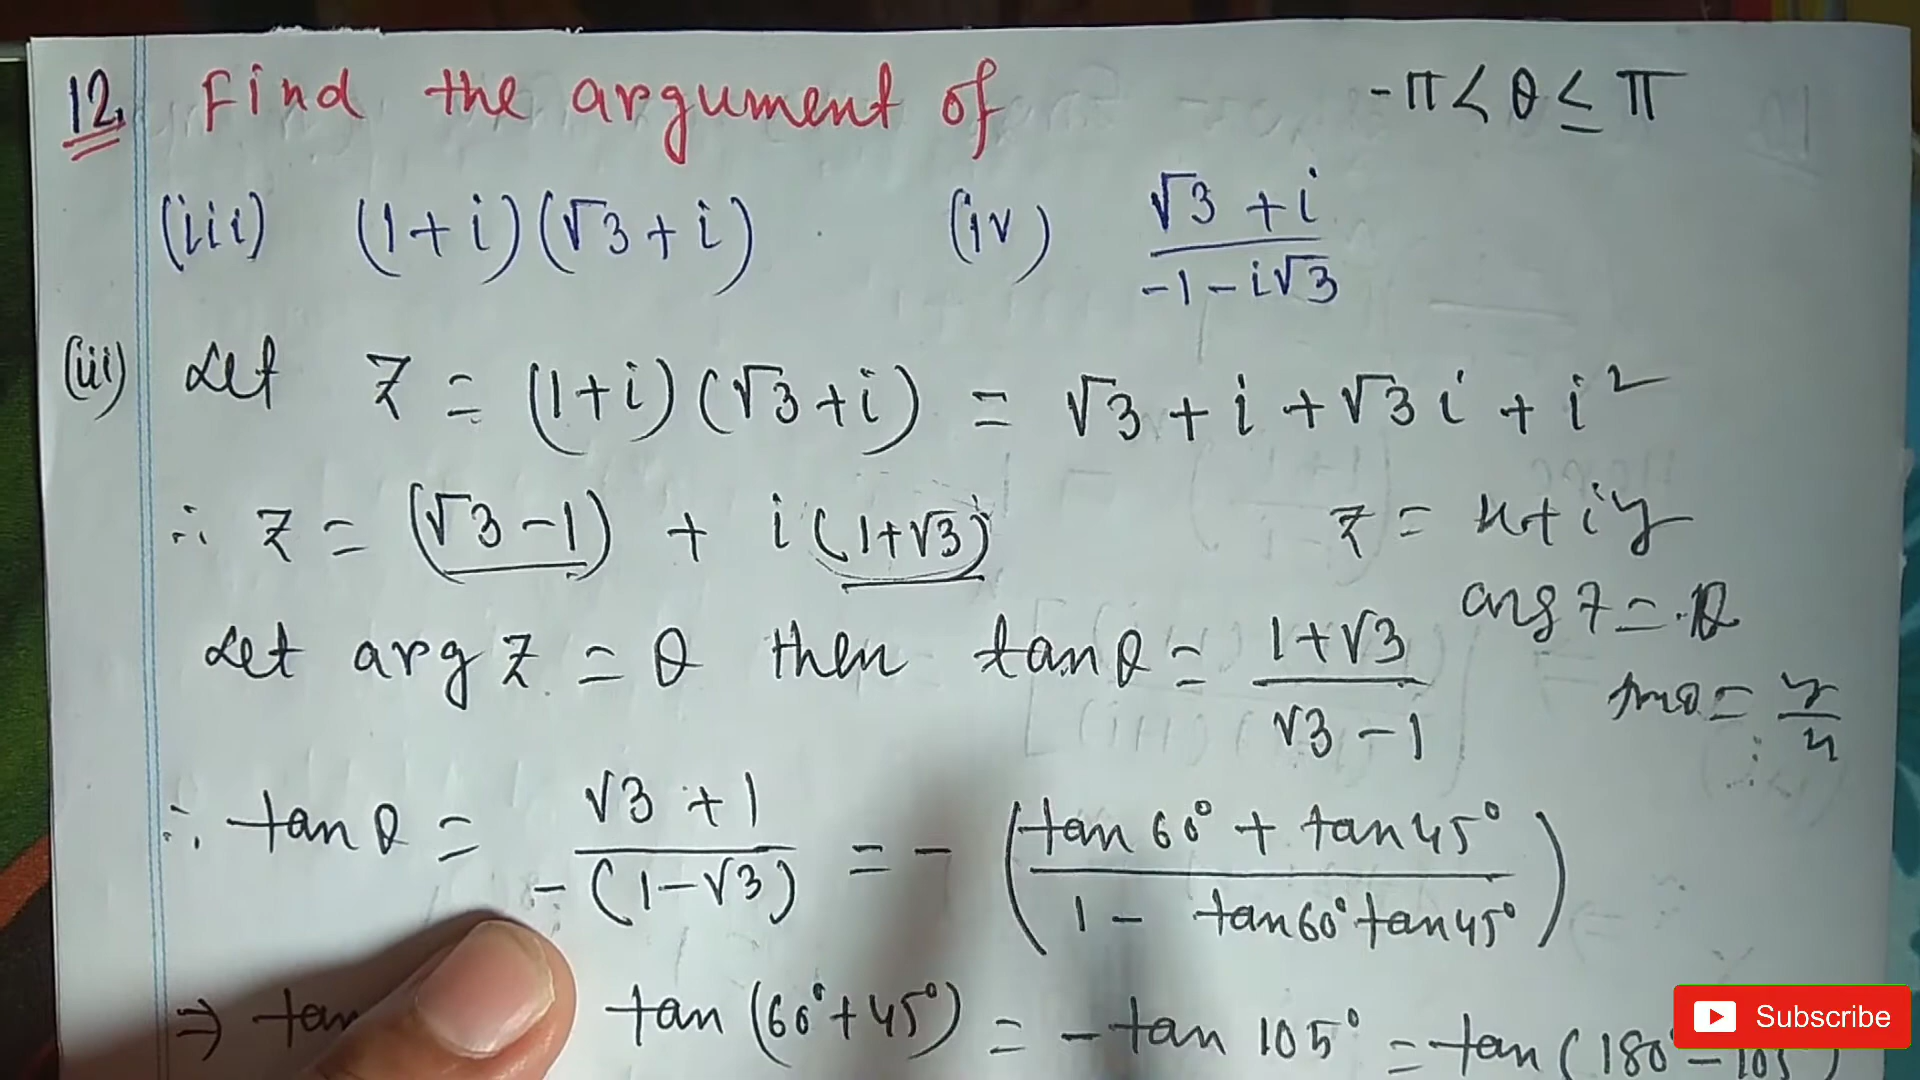 12. Find the argument of -π < θ ≤ π
(iii) (1+i)(√3+i) (iv) (√3+i)/(-1-i√3)
(iii) Let z = (1+i)(√3+i) = √3+i+√3i+i²
∴ z = (√3-1) + i(1+√3) z = x+iy
arg z = θ
Let arg z = θ then tanθ = (1+√3)/(√3-1) tanθ = y/x
∴ tanθ = (√3+1)/(-(1-√3)) = -((tan60°+tan45°)/(1-tan60°tan45°))
⇒ tan tan(60°+45°) = -tan105° = tan(180°-105°)
Subscribe